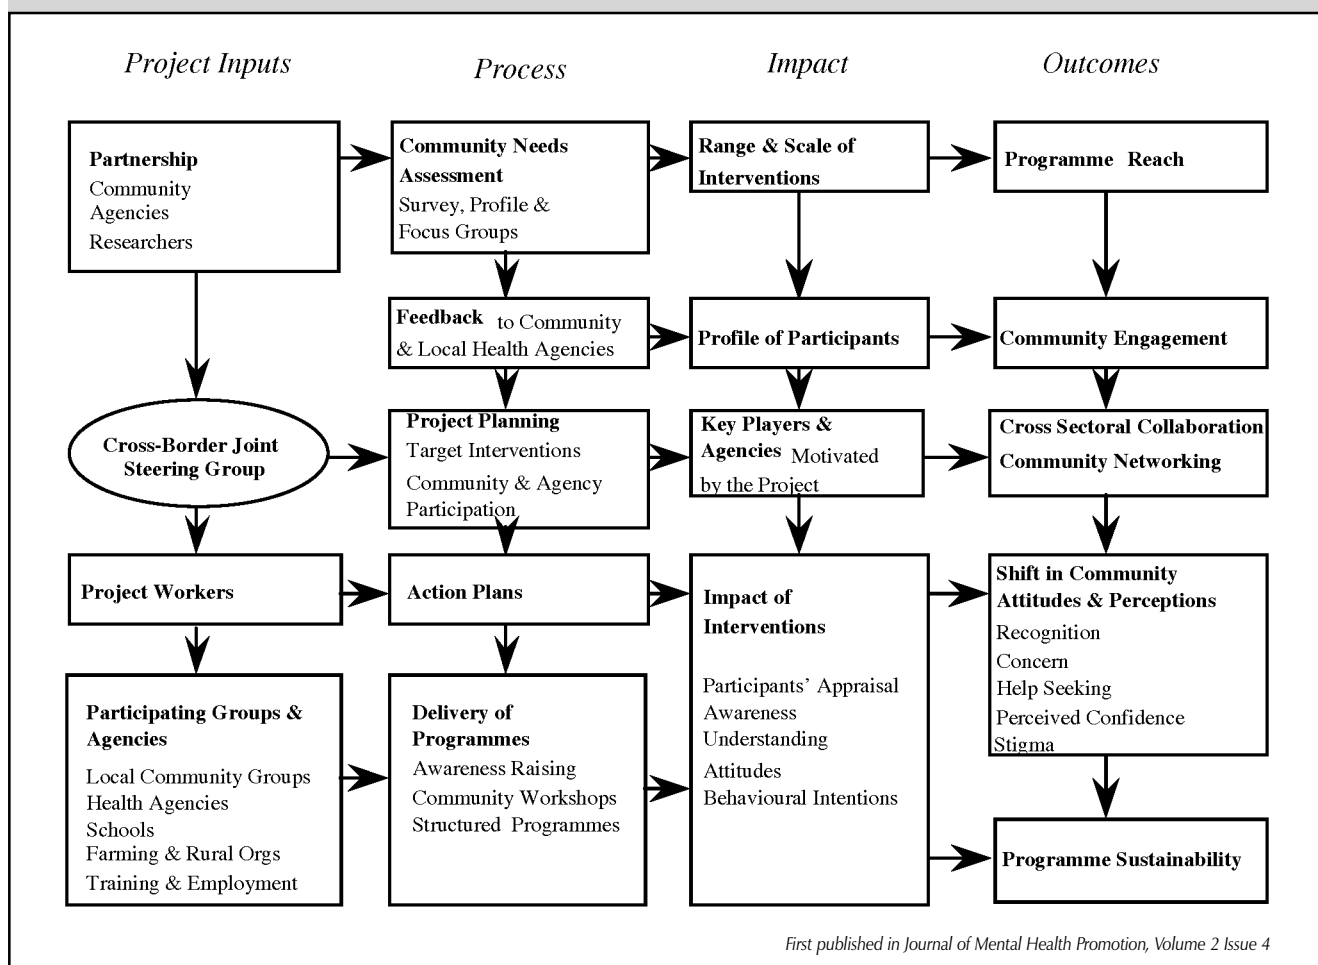 Project Inputs
Process
Impact
Outcomes
Partnership
Community
Agencies
Researchers
Community Needs
Assessment
Survey, Profile &
Focus Groups
Range & Scale of
Interventions
Programme Reach
Feedback to Community
& Local Health Agencies
Profile of Participants
Community Engagement
Cross-Border Joint
Steering Group
Project Planning
Target Interventions
Community & Agency
Participation
Key Players &
Agencies Motivated
by the Project
Cross Sectoral Collaboration
Community Networking
Project Workers
Action Plans
Impact of
Interventions
Participants’ Appraisal
Awareness
Understanding
Attitudes
Behavioural Intentions
Shift in Community
Attitudes & Perceptions
Recognition
Concern
Help Seeking
Perceived Confidence
Stigma
Participating Groups &
Agencies
Local Community Groups
Health Agencies
Schools
Farming & Rural Orgs
Training & Employment
Delivery of
Programmes
Awareness Raising
Community Workshops
Structured Programmes
Programme Sustainability
First published in Journal of Mental Health Promotion, Volume 2 Issue 4